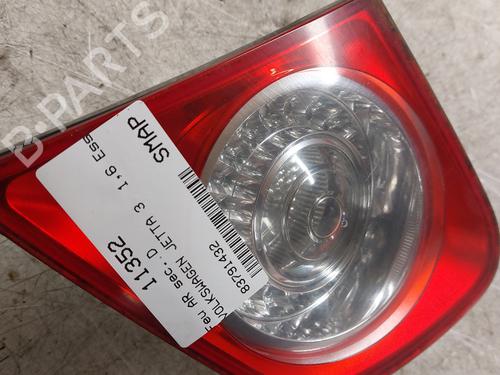 B-PARTS
11352
SMAP
Feu AR sec. D
VOLKSWAGEN JETTA 3 1,6 Ess
83791432